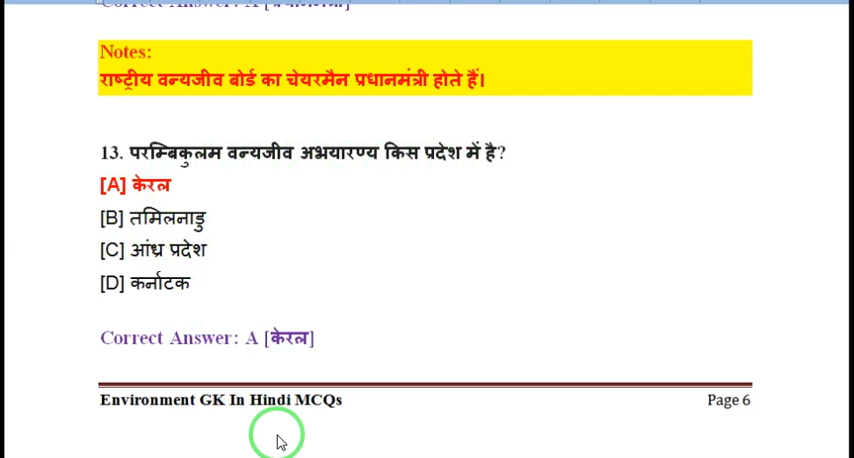 Notes:
राष्ट्रीय वन्यजीव बोर्ड का चेयरमैन प्रधानमंत्री होते हैं।
13. परम्बिकुलम वन्यजीव अभयारण्य किस प्रदेश में है?
[A] केरल
[B] तमिलनाडु
[C] आंध्र प्रदेश
[D] कर्नाटक
Correct Answer: A [केरल]
Environment GK In Hindi MCQs Page 6